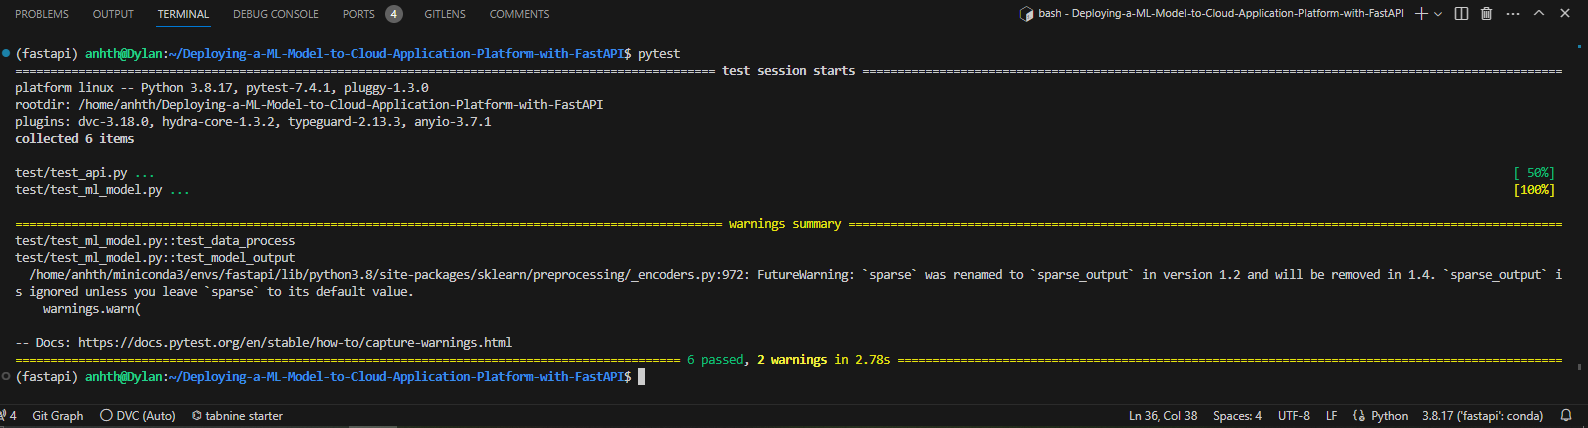 PROBLEMS OUTPUT TERMINAL DEBUG CONSOLE PORTS 4 GITLENS COMMENTS bash - Deploying-a-ML-Model-to-Cloud-Application-Platform-with-FastAPI
(fastapi) anhth@Dylan:~/Deploying-a-ML-Model-to-Cloud-Application-Platform-with-FastAPI$ pytest
==================================================================================================== test session starts ====================================================================================================
platform linux -- Python 3.8.17, pytest-7.4.1, pluggy-1.3.0
rootdir: /home/anhth/Deploying-a-ML-Model-to-Cloud-Application-Platform-with-FastAPI
plugins: dvc-3.18.0, hydra-core-1.3.2, typeguard-2.13.3, anyio-3.7.1
collected 6 items
test/test_api.py ... [ 50%]
test/test_ml_model.py ... [100%]
===================================================================================================== warnings summary ======================================================================================================
test/test_ml_model.py::test_data_process
test/test_ml_model.py::test_model_output
/home/anhth/miniconda3/envs/fastapi/lib/python3.8/site-packages/sklearn/preprocessing/_encoders.py:972: FutureWarning: `sparse` was renamed to `sparse_output` in version 1.2 and will be removed in 1.4. `sparse_output` i
s ignored unless you leave `sparse` to its default value.
warnings.warn(
-- Docs: https://docs.pytest.org/en/stable/how-to/capture-warnings.html
=============================================================================================== 6 passed, 2 warnings in 2.78s ===============================================================================================
(fastapi) anhth@Dylan:~/Deploying-a-ML-Model-to-Cloud-Application-Platform-with-FastAPI$
4 Git Graph DVC (Auto) tabnine starter Ln 36, Col 38 Spaces: 4 UTF-8 LF Python 3.8.17 ('fastapi': conda)